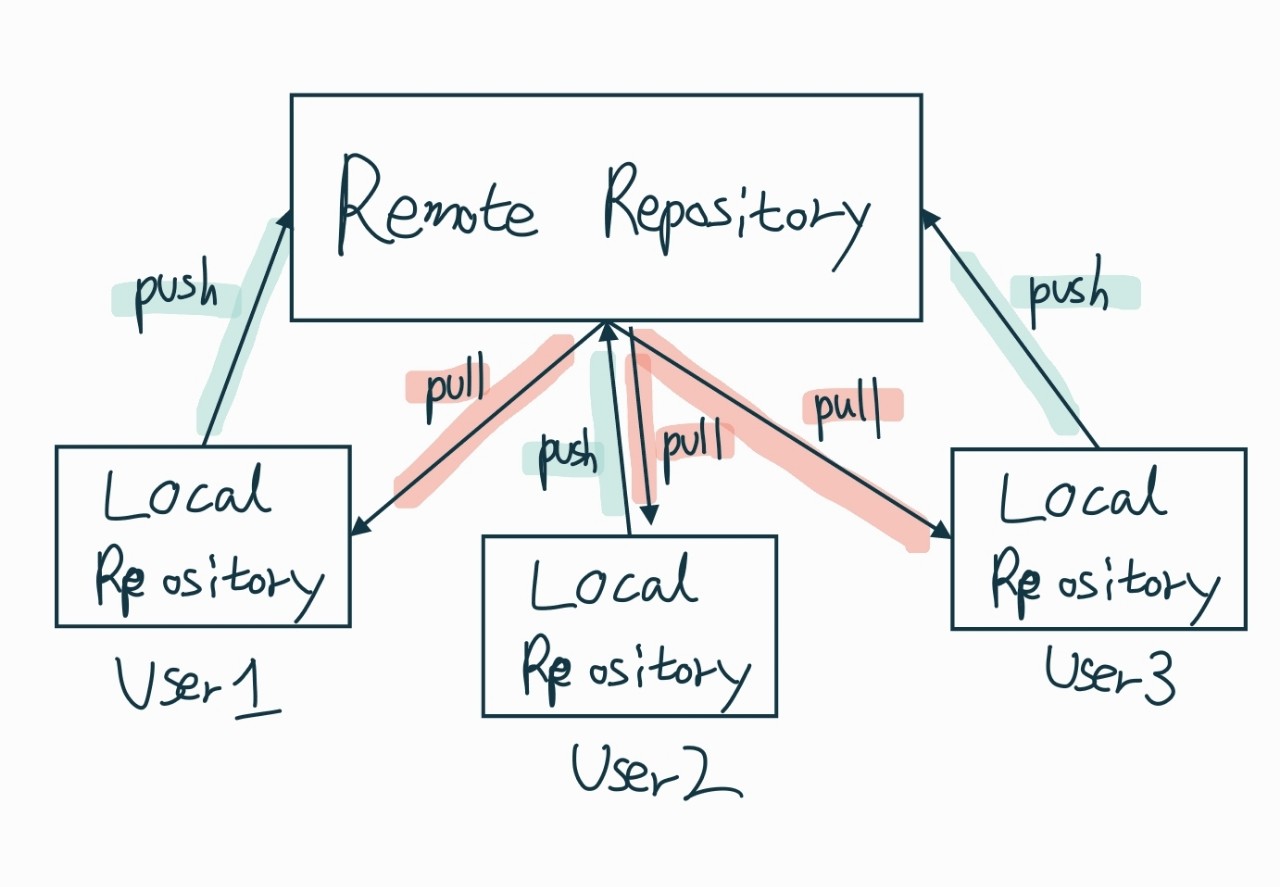 Remote Repository
push
push
pull
pull
push
pull
Local
Repository
User1
Local
Repository
User2
Local
Repository
User3